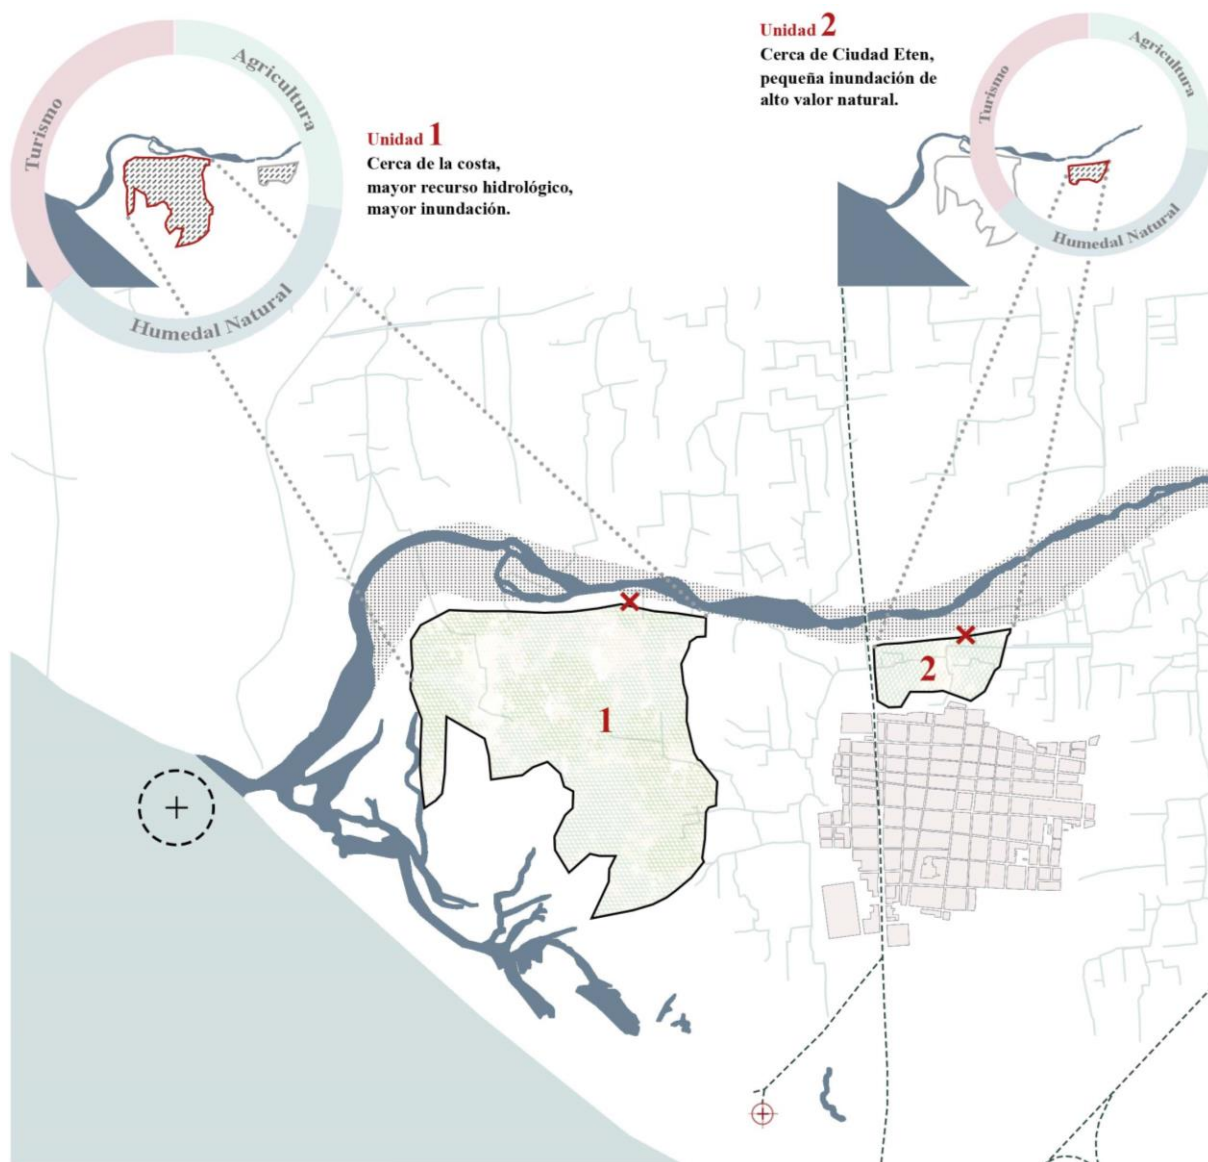 Unidad 1
Cerca de la costa,
mayor recurso hidrológico,
mayor inundación.
Turismo
Agricultura
Humedal Natural
Unidad 2
Cerca de Ciudad Eten,
pequeña inundación de
alto valor natural.
Turismo
Agricultura
Humedal Natural
1
2